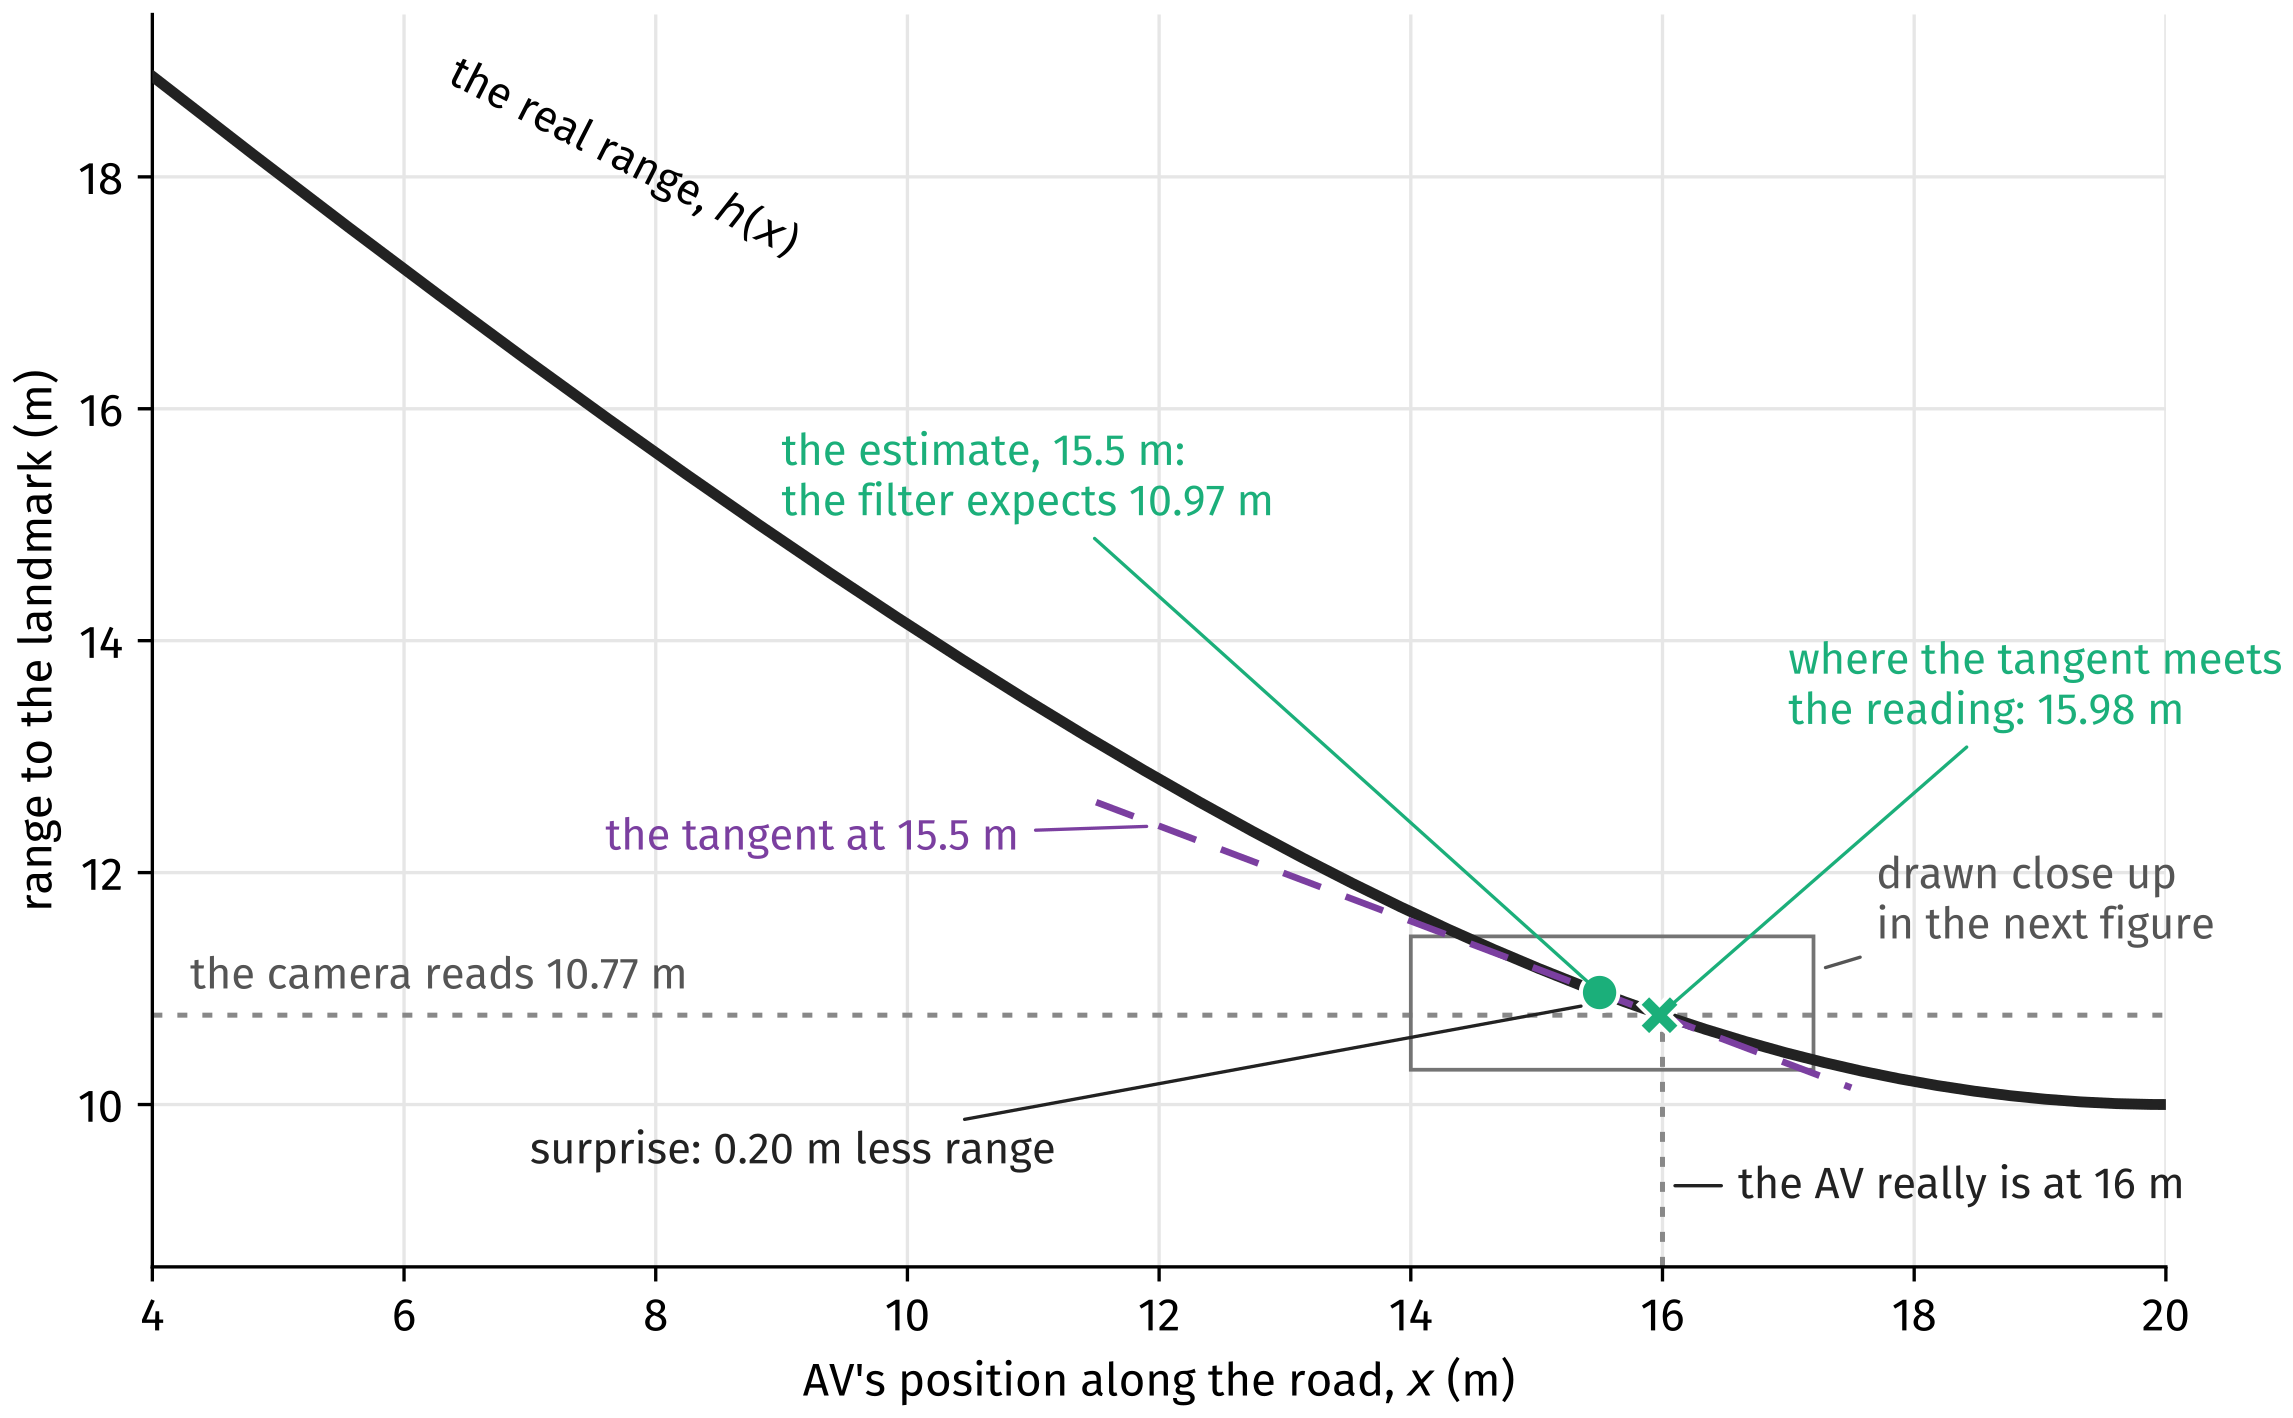 the real range, h(x)
18
16
14
12
10
range to the landmark (m)
the estimate, 15.5 m:
the filter expects 10.97 m
where the tangent meets
the reading: 15.98 m
the tangent at 15.5 m
drawn close up
in the next figure
the camera reads 10.77 m
surprise: 0.20 m less range
the AV really is at 16 m
4 6 8 10 12 14 16 18 20
AV's position along the road, x (m)